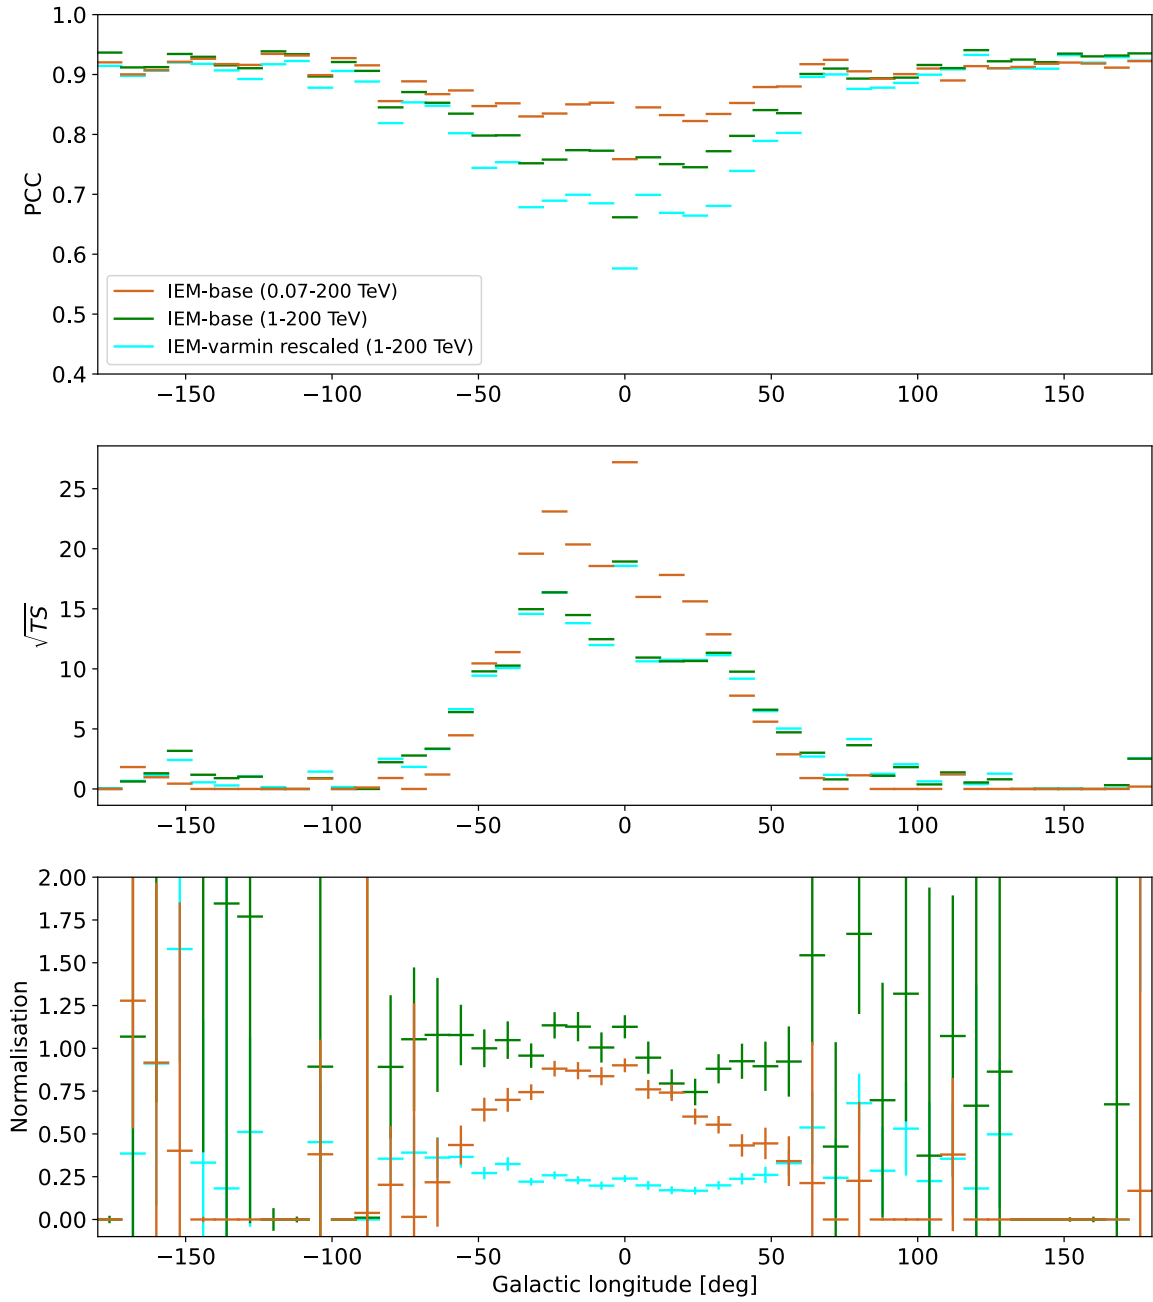 1.0
0.9
0.8
0.7
0.6
0.5
0.4
PCC
IEM-base (0.07-200 TeV)
IEM-base (1-200 TeV)
IEM-varmin rescaled (1-200 TeV)
−150 −100 −50 0 50 100 150
25
20
15
10
5
0
√TS
−150 −100 −50 0 50 100 150
2.00
1.75
1.50
1.25
1.00
0.75
0.50
0.25
0.00
Normalisation
−150 −100 −50 0 50 100 150
Galactic longitude [deg]